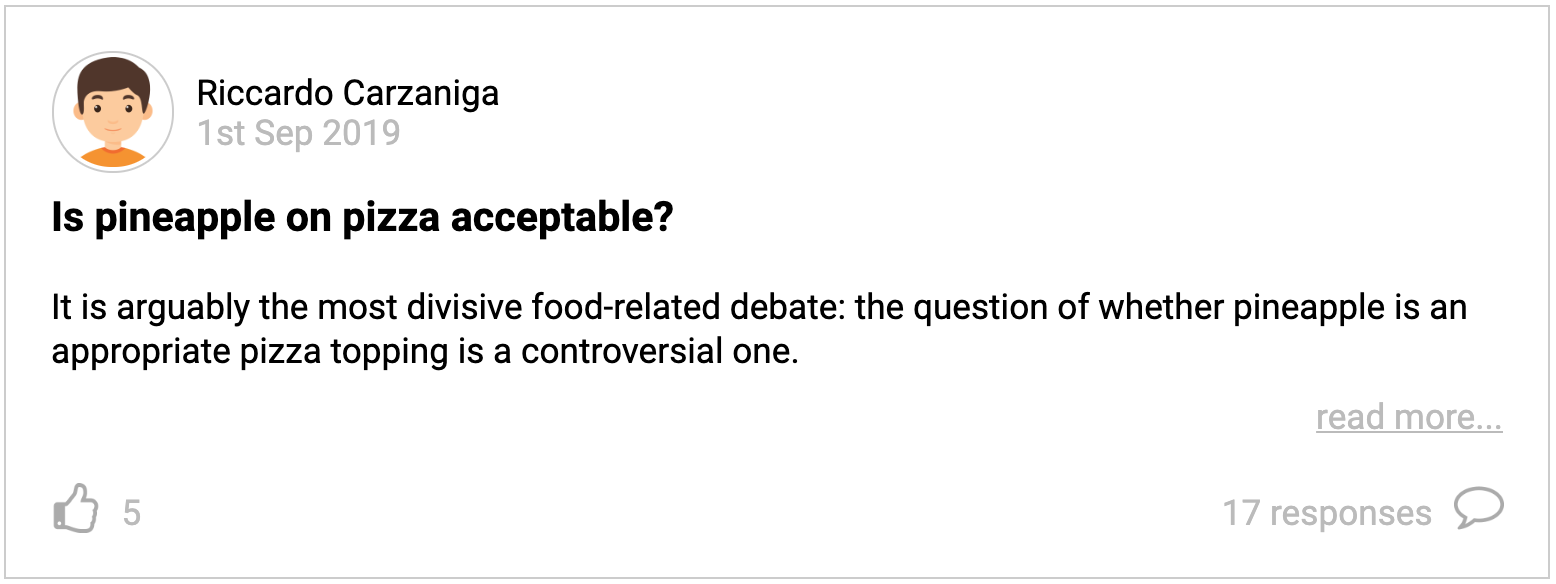 Riccardo Carzaniga
1st Sep 2019
Is pineapple on pizza acceptable?
It is arguably the most divisive food-related debate: the question of whether pineapple is an
appropriate pizza topping is a controversial one.
read more...
5
17 responses